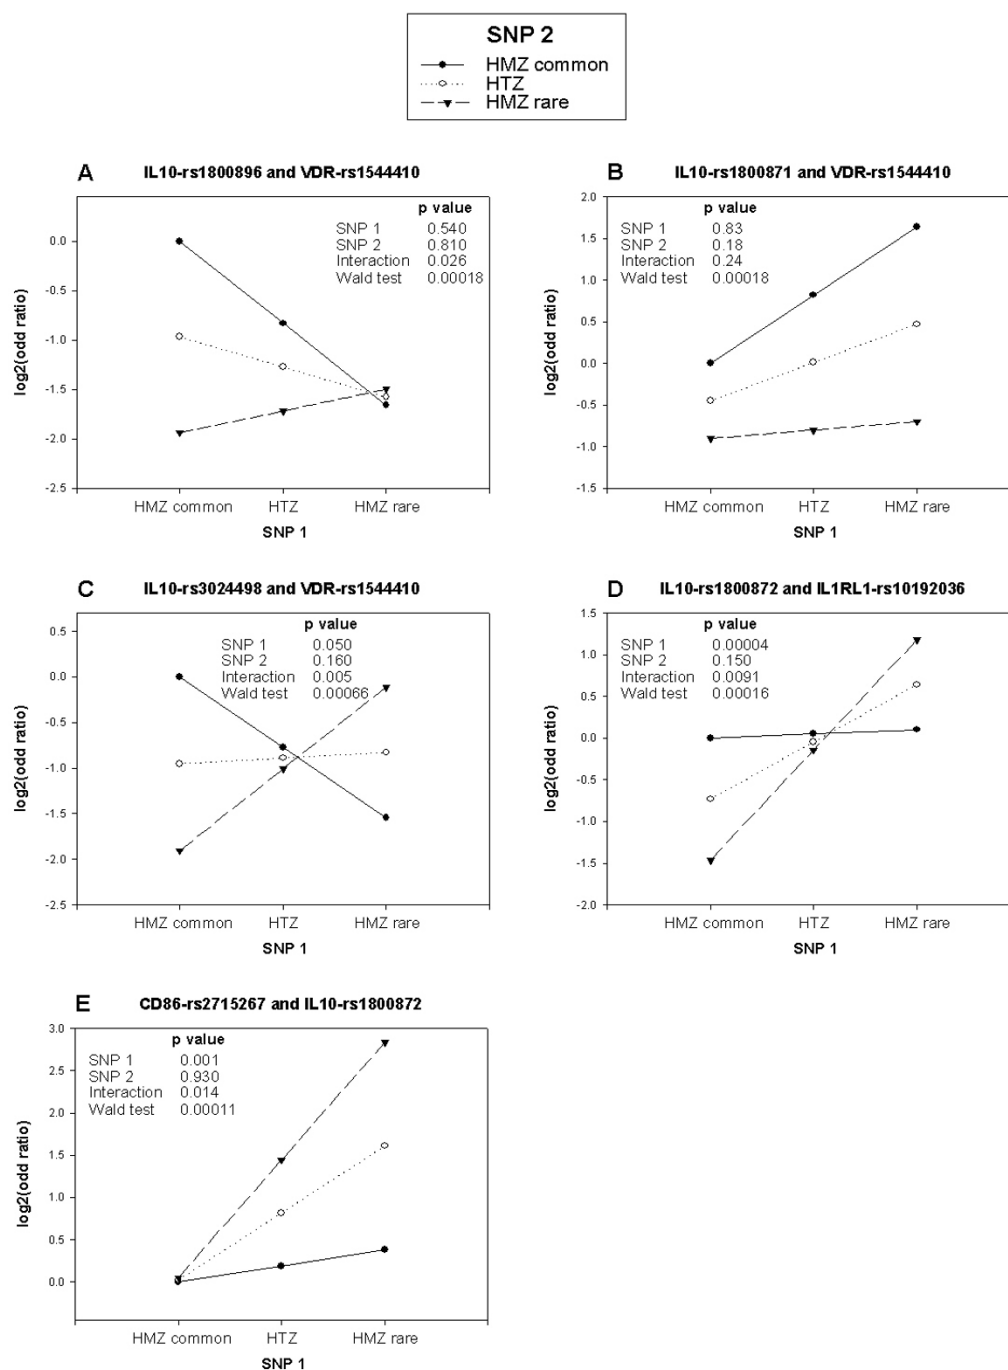 SNP 2
HMZ common
HTZ
HMZ rare
A IL10-rs1800896 and VDR-rs1544410
p value
SNP 1 0.540
SNP 2 0.810
Interaction 0.026
Wald test 0.00018
0.0
-0.5
-1.0
-1.5
-2.0
-2.5
log2(odd ratio)
HMZ common HTZ HMZ rare
SNP 1
B IL10-rs1800871 and VDR-rs1544410
p value
SNP 1 0.83
SNP 2 0.18
Interaction 0.24
Wald test 0.00018
2.0
1.5
1.0
0.5
0.0
-0.5
-1.0
-1.5
log2(odd ratio)
HMZ common HTZ HMZ rare
SNP 1
C IL10-rs3024498 and VDR-rs1544410
p value
SNP 1 0.050
SNP 2 0.160
Interaction 0.005
Wald test 0.00066
0.5
0.0
-0.5
-1.0
-1.5
-2.0
-2.5
log2(odd ratio)
HMZ common HTZ HMZ rare
SNP 1
D IL10-rs1800872 and IL1RL1-rs10192036
p value
SNP 1 0.00004
SNP 2 0.150
Interaction 0.0091
Wald test 0.00016
1.5
1.0
0.5
0.0
-0.5
-1.0
-1.5
-2.0
log2(odd ratio)
HMZ common HTZ HMZ rare
SNP 1
E CD86-rs2715267 and IL10-rs1800872
p value
SNP 1 0.001
SNP 2 0.930
Interaction 0.014
Wald test 0.00011
3.0
2.5
2.0
1.5
1.0
0.5
0.0
log2(odd ratio)
HMZ common HTZ HMZ rare
SNP 1